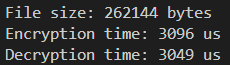 File size: 262144 bytes
Encryption time: 3096 us
Decryption time: 3049 us